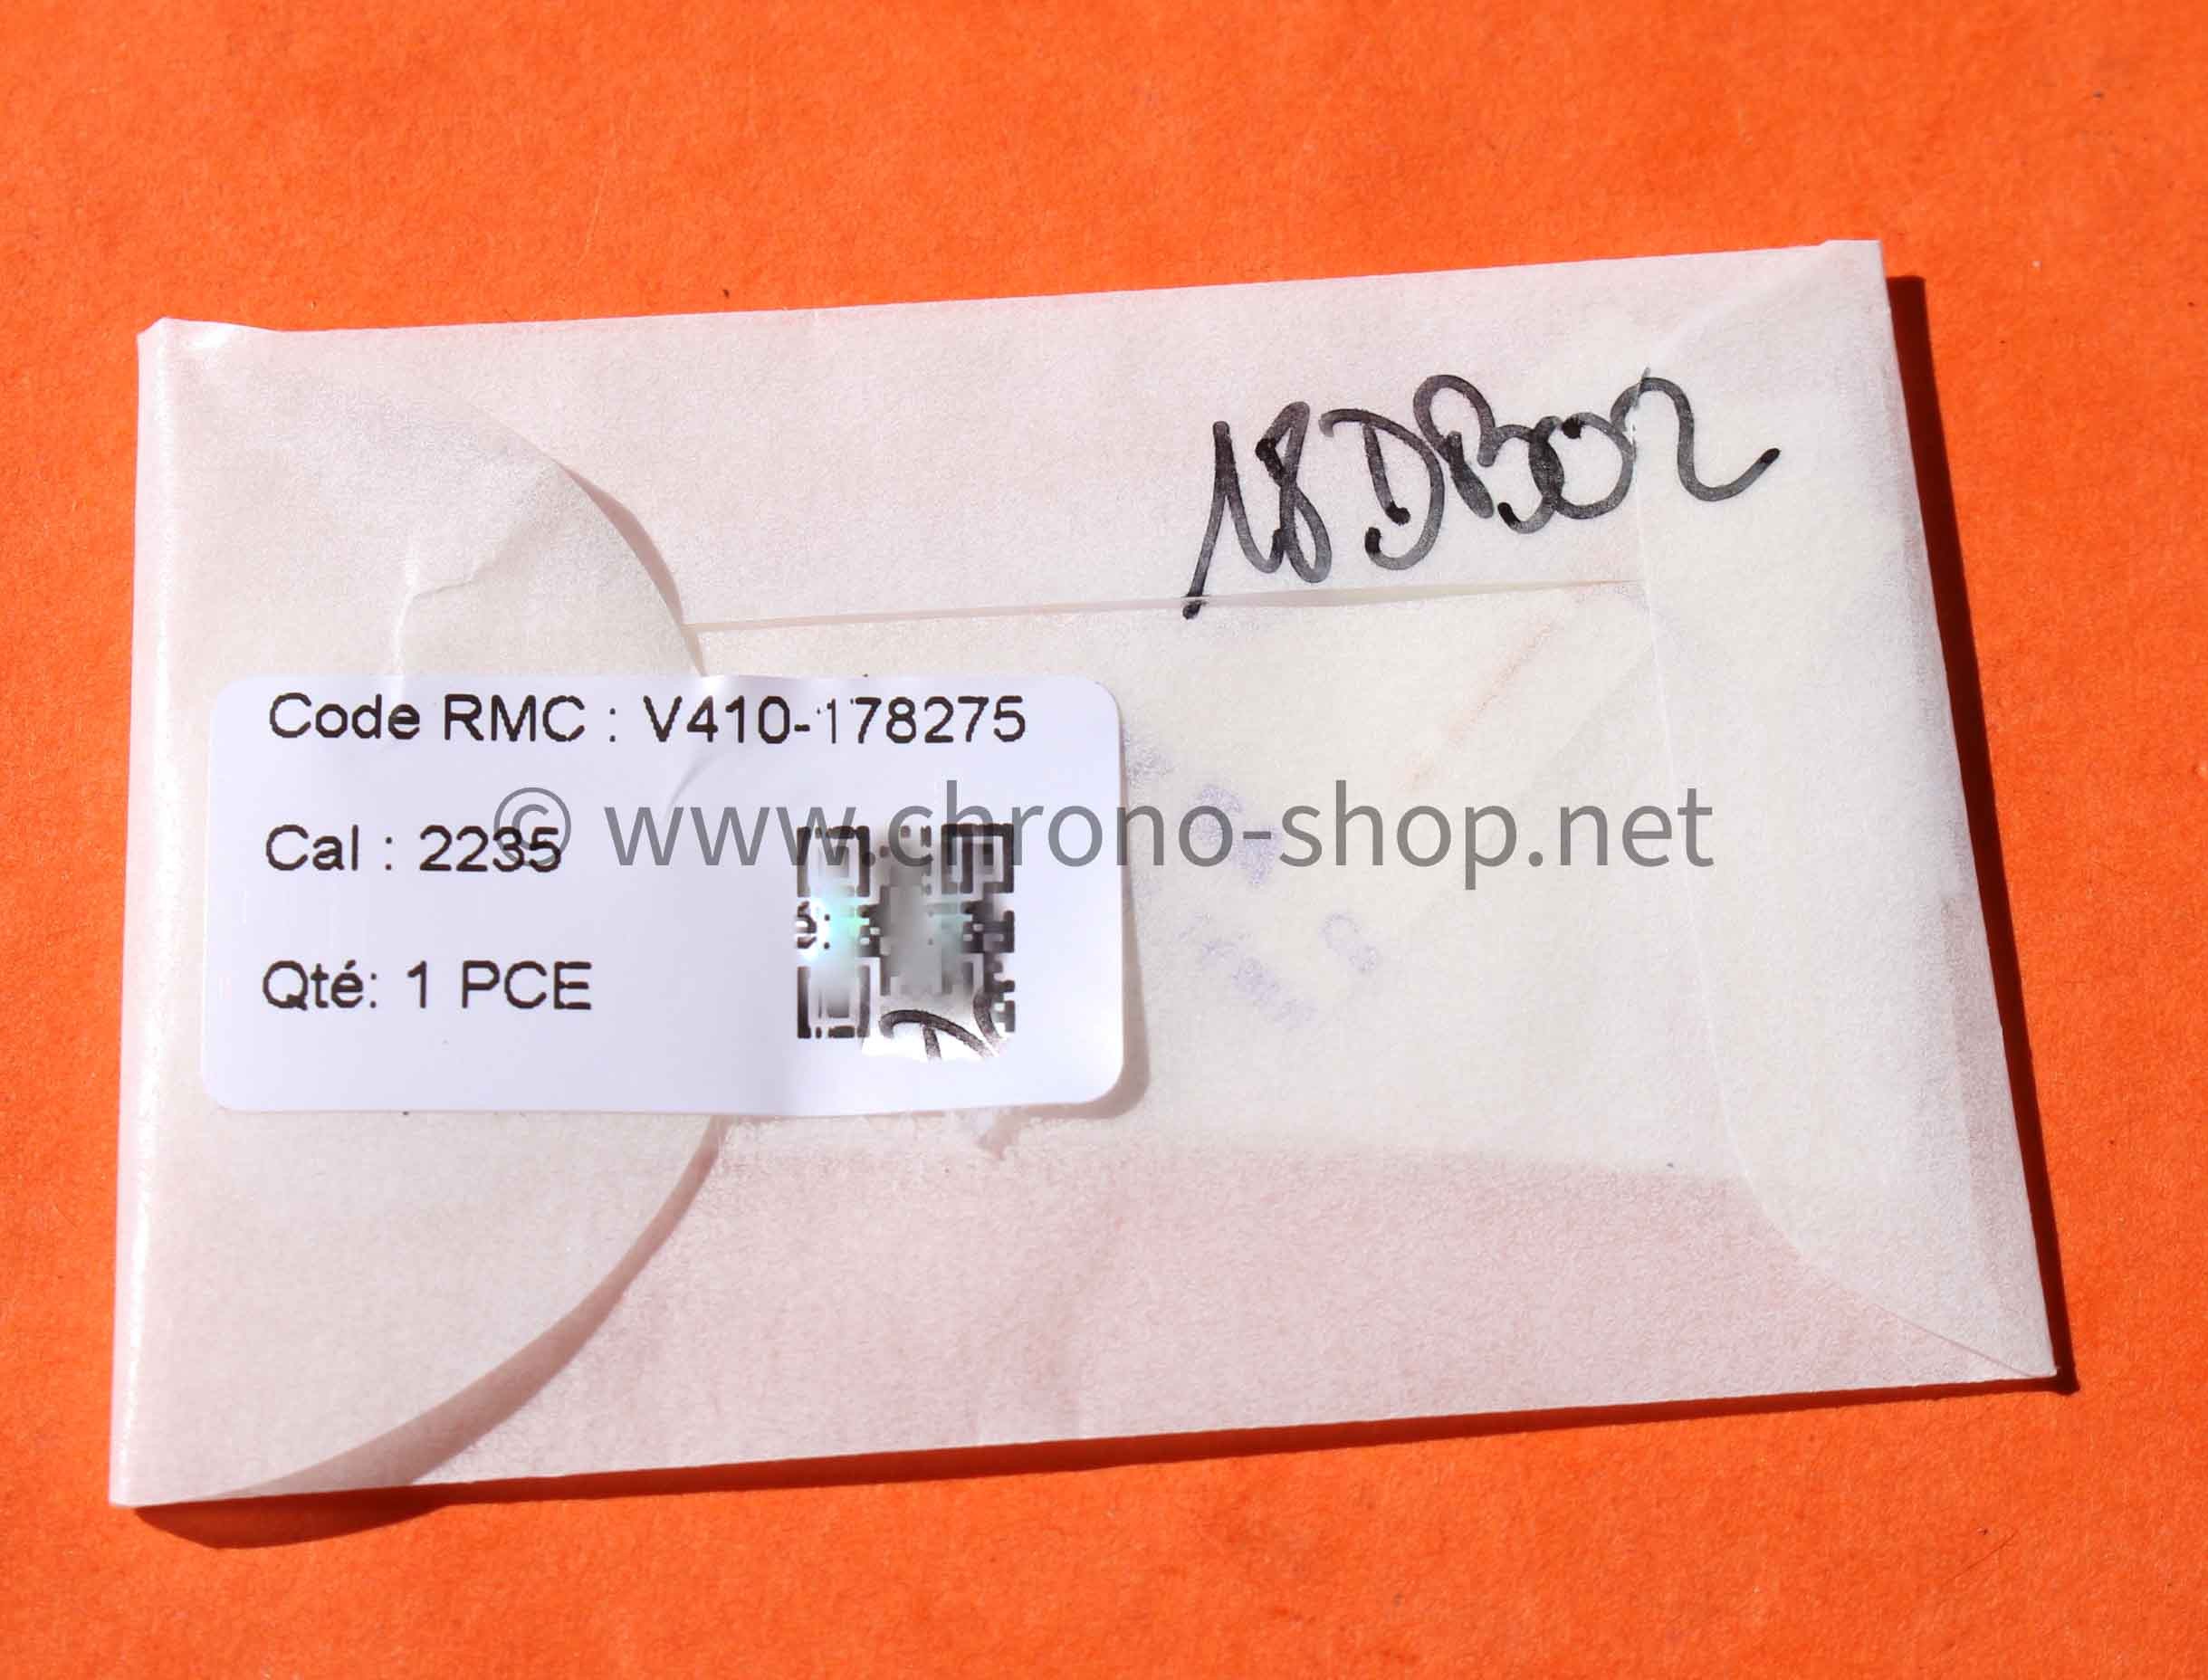 18DB02
Code RMC : V410-178275
Cal : 2235
© www.chrono-shop.net
Qté: 1 PCE